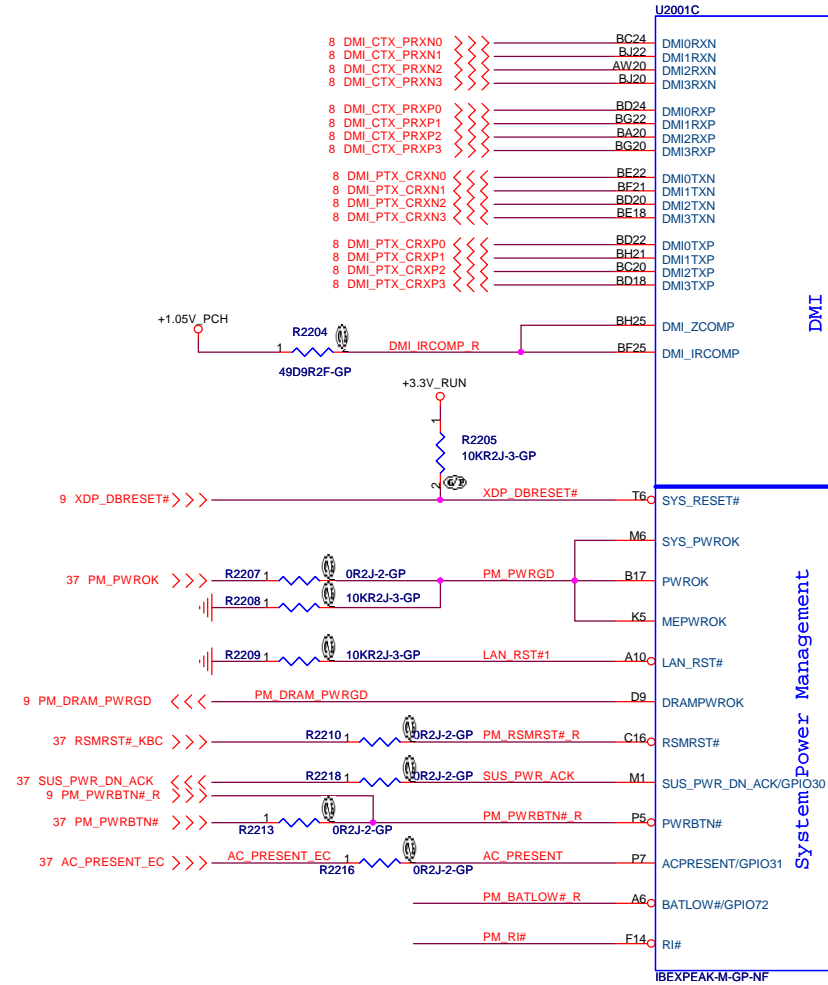 U2001C
8 DMI_CTX_PRXN0 BC24 DMI0RXN
8 DMI_CTX_PRXN1 BJ22 DMI1RXN
8 DMI_CTX_PRXN2 AW20 DMI2RXN
8 DMI_CTX_PRXN3 BJ20 DMI3RXN
8 DMI_CTX_PRXP0 BD24 DMI0RXP
8 DMI_CTX_PRXP1 BG22 DMI1RXP
8 DMI_CTX_PRXP2 BA20 DMI2RXP
8 DMI_CTX_PRXP3 BG20 DMI3RXP
8 DMI_PTX_CRXN0 BE22 DMI0TXN
8 DMI_PTX_CRXN1 BF21 DMI1TXN
8 DMI_PTX_CRXN2 BD20 DMI2TXN
8 DMI_PTX_CRXN3 BE18 DMI3TXN
8 DMI_PTX_CRXP0 BD22 DMI0TXP
8 DMI_PTX_CRXP1 BH21 DMI1TXP
8 DMI_PTX_CRXP2 BC20 DMI2TXP
8 DMI_PTX_CRXP3 BD18 DMI3TXP
DMI
+1.05V_PCH
R2204
BH25 DMI_ZCOMP
1 DMI_IRCOMP_R BF25 DMI_IRCOMP
49D9R2F-GP
+3.3V_RUN
1
R2205
10KR2J-3-GP
2
9 XDP_DBRESET# XDP_DBRESET# T6 SYS_RESET#
M6 SYS_PWROK
37 PM_PWROK R2207 1 0R2J-2-GP PM_PWRGD B17 PWROK
R2208 1 10KR2J-3-GP
K5 MEPWROK
R2209 1 10KR2J-3-GP LAN_RST#1 A10 LAN_RST#
9 PM_DRAM_PWRGD PM_DRAM_PWRGD D9 DRAMPWROK
37 RSMRST#_KBC R2210 1 0R2J-2-GP PM_RSMRST#_R C16 RSMRST#
37 SUS_PWR_DN_ACK R2218 1 0R2J-2-GP SUS_PWR_ACK M1 SUS_PWR_DN_ACK/GPIO30
9 PM_PWRBTN#_R
37 PM_PWRBTN# 1 PM_PWRBTN#_R P5 PWRBTN#
R2213 0R2J-2-GP
37 AC_PRESENT_EC AC_PRESENT_EC 1 AC_PRESENT P7 ACPRESENT/GPIO31
R2216 0R2J-2-GP
PM_BATLOW#_R A6 BATLOW#/GPIO72
PM_RI# F14 RI#
System Power Management
IBEXPEAK-M-GP-NF